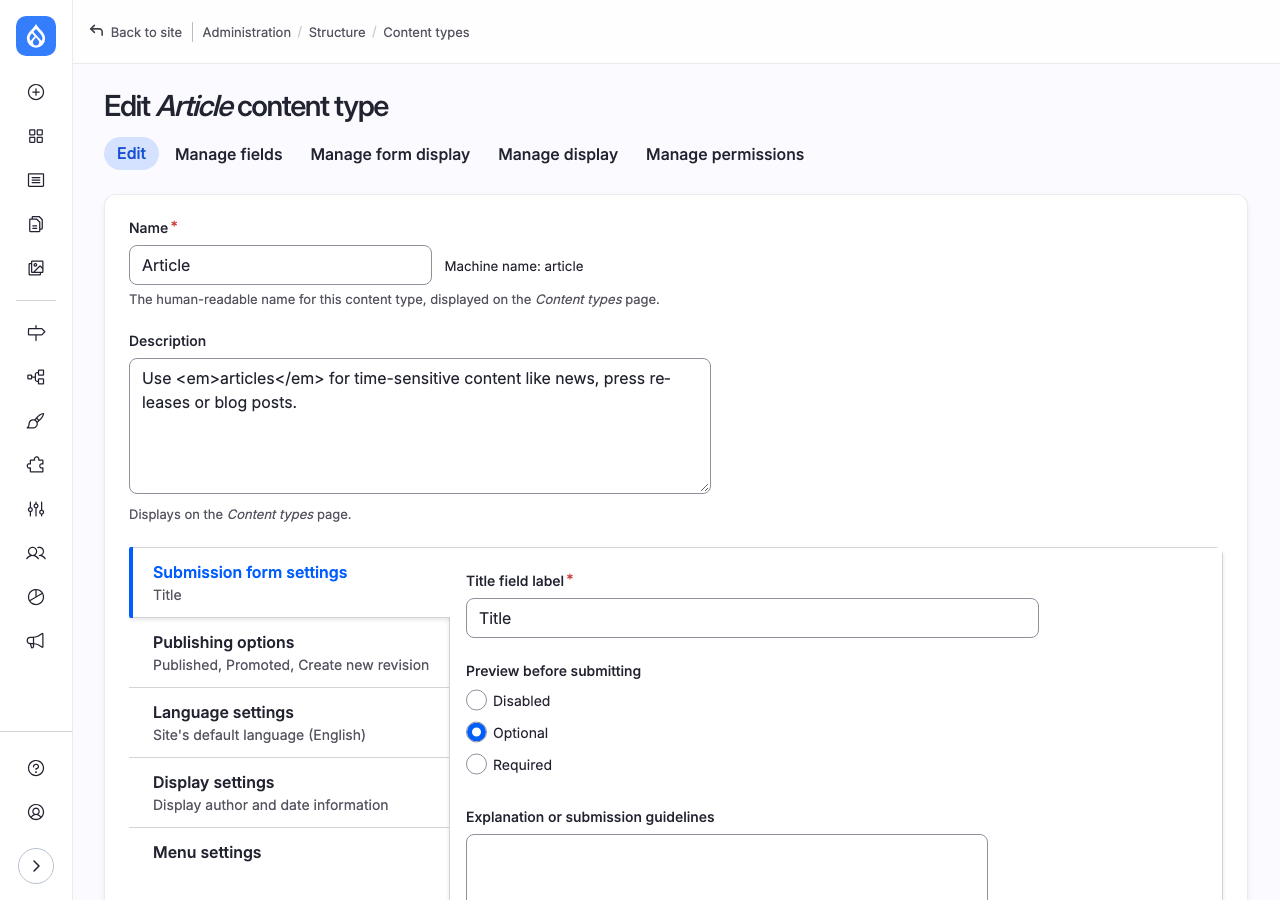 Back to site
Administration / Structure / Content types
Edit Article content type
Edit
Manage fields
Manage form display
Manage display
Manage permissions
Name*
Article
Machine name: article
The human-readable name for this content type, displayed on the Content types page.
Description
Use <em>articles</em> for time-sensitive content like news, press re-
leases or blog posts.
Displays on the Content types page.
Submission form settings
Title
Publishing options
Published, Promoted, Create new revision
Language settings
Site's default language (English)
Display settings
Display author and date information
Menu settings
Title field label*
Title
Preview before submitting
Disabled
Optional
Required
Explanation or submission guidelines